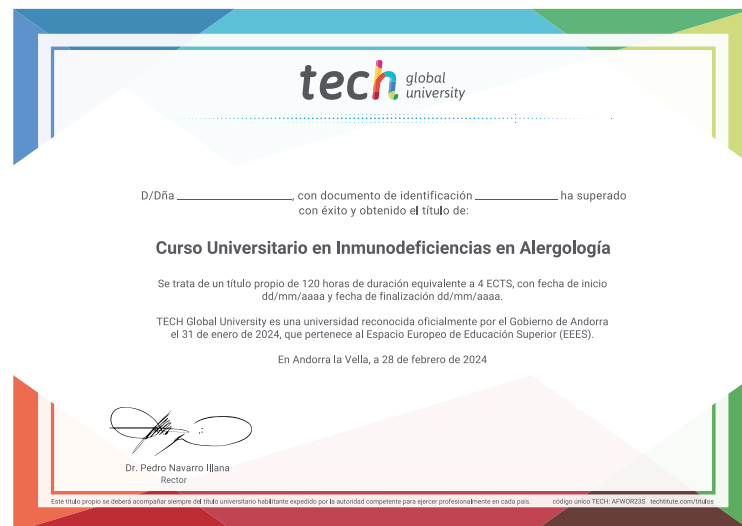 tech global university
D/Dña ____________, con documento de identificación ____________ ha superado
con éxito y obtenido el título de:
Curso Universitario en Inmunodeficiencias en Alergología
Se trata de un título propio de 120 horas de duración equivalente a 4 ECTS, con fecha de inicio
dd/mm/aaaa y fecha de finalización dd/mm/aaaa.
TECH Global University es una universidad reconocida oficialmente por el Gobierno de Andorra
el 31 de enero de 2024, que pertenece al Espacio Europeo de Educación Superior (EEES).
En Andorra la Vella, a 28 de febrero de 2024
Dr. Pedro Navarro Illana
Rector
Este título propio se deberá acompañar siempre del título universitario habilitante expedido por la autoridad competente para ejercer profesionalmente en cada país. código único TECH: AFWOR23S techtitute.com/titulos